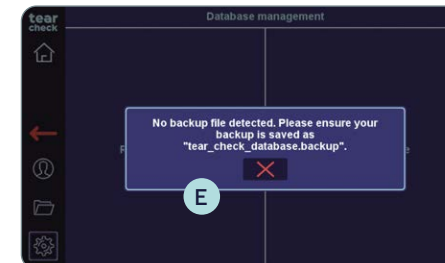 tear
check
Database management
No backup file detected. Please ensure your
backup is saved as
"tear_check_database.backup".
E